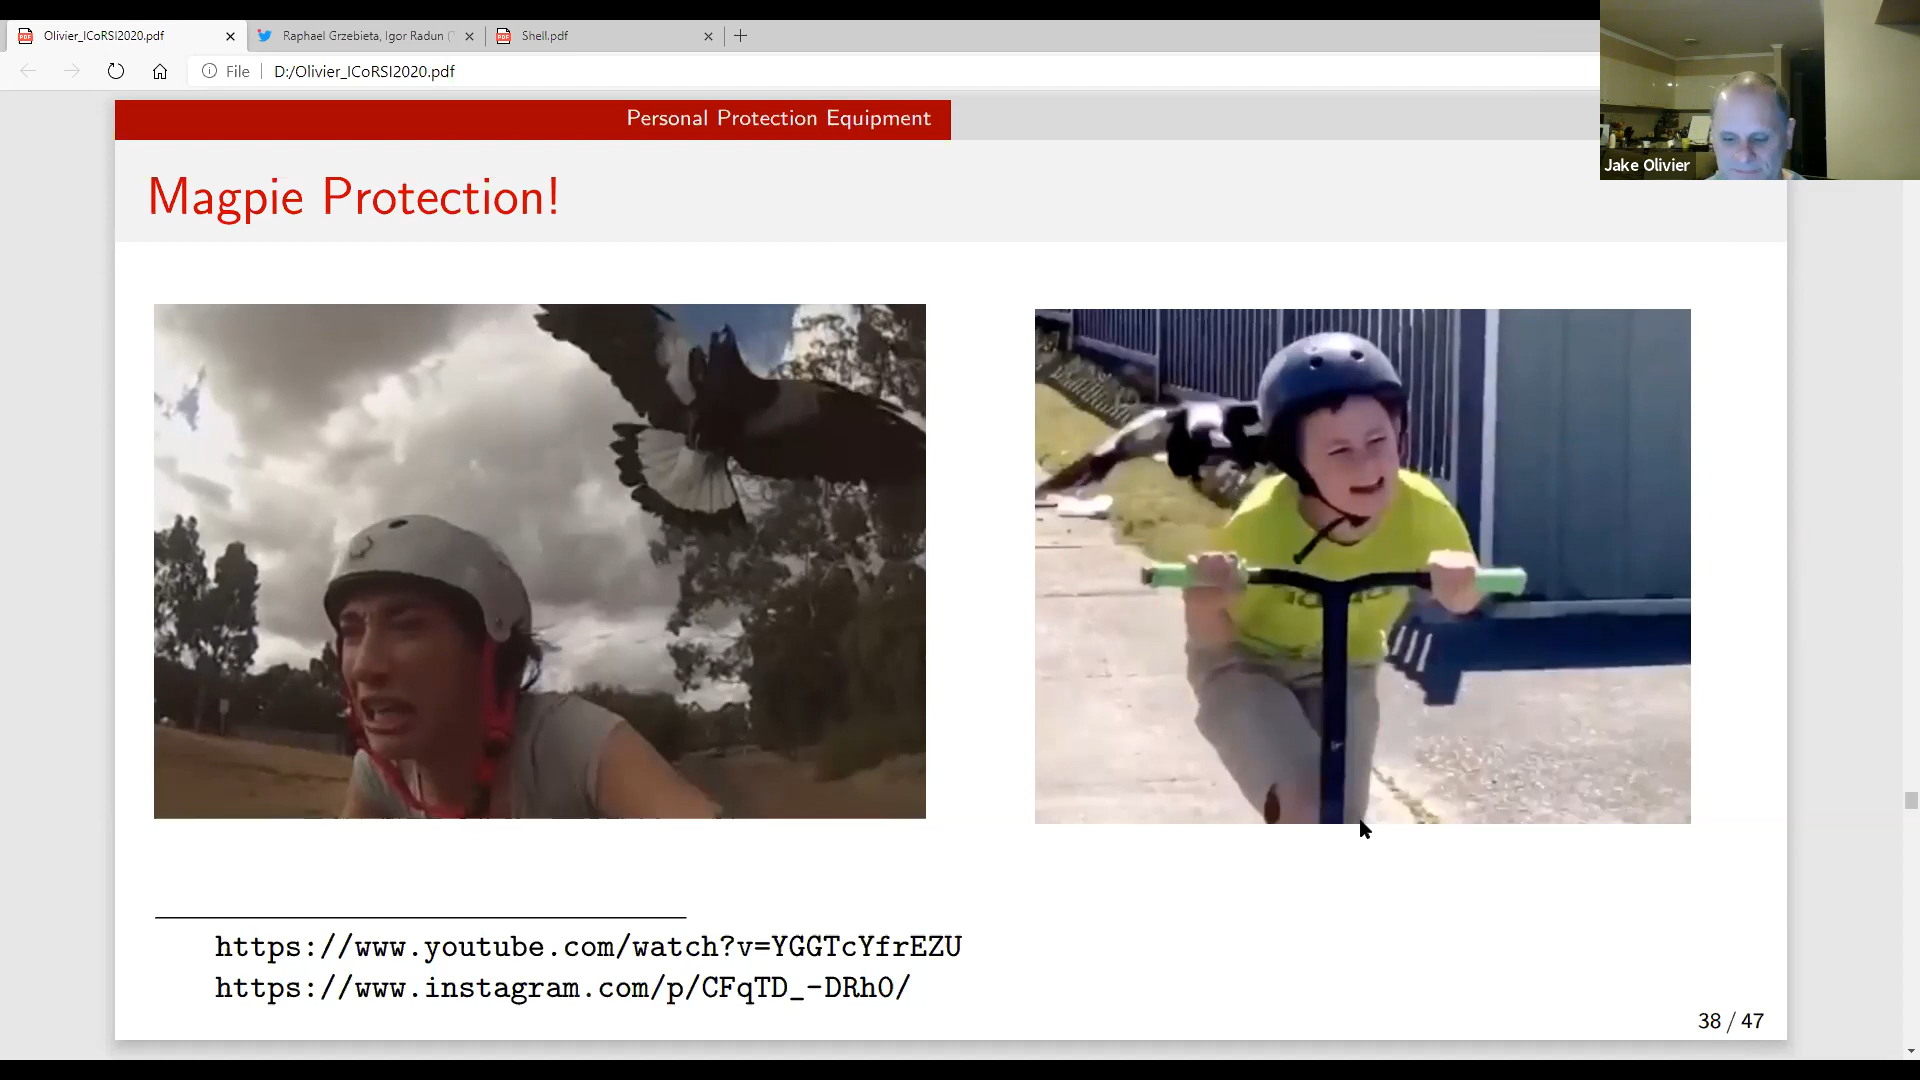 Olivier_ICoRSI2020.pdf
Raphael Grzebieta, Igor Radun (
Shell.pdf
File
D:/Olivier_ICoRSI2020.pdf
Jake Olivier
Personal Protection Equipment
Magpie Protection!
https://www.youtube.com/watch?v=YGGTcYfrEZU
https://www.instagram.com/p/CFqTD_-DRh0/
38 / 47